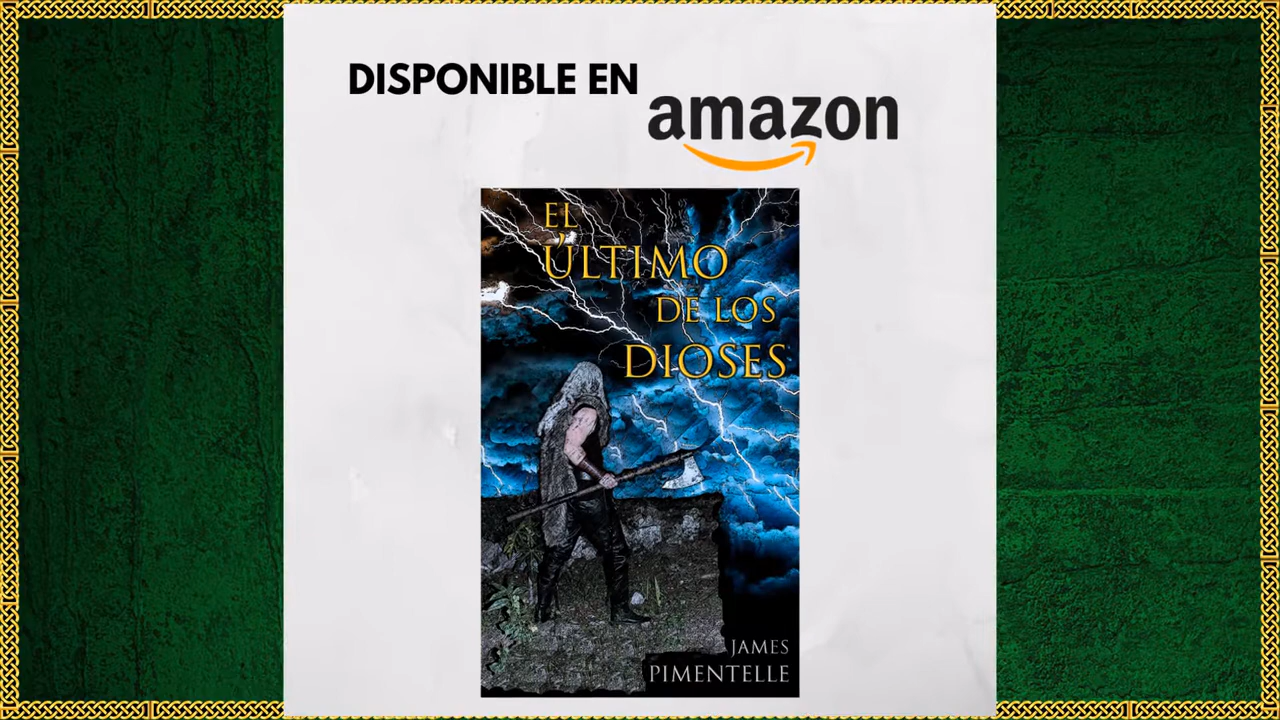 DISPONIBLE EN
amazon
EL
ÚLTIMO
DE LOS
DIOSES
JAMES
PIMENTELLE